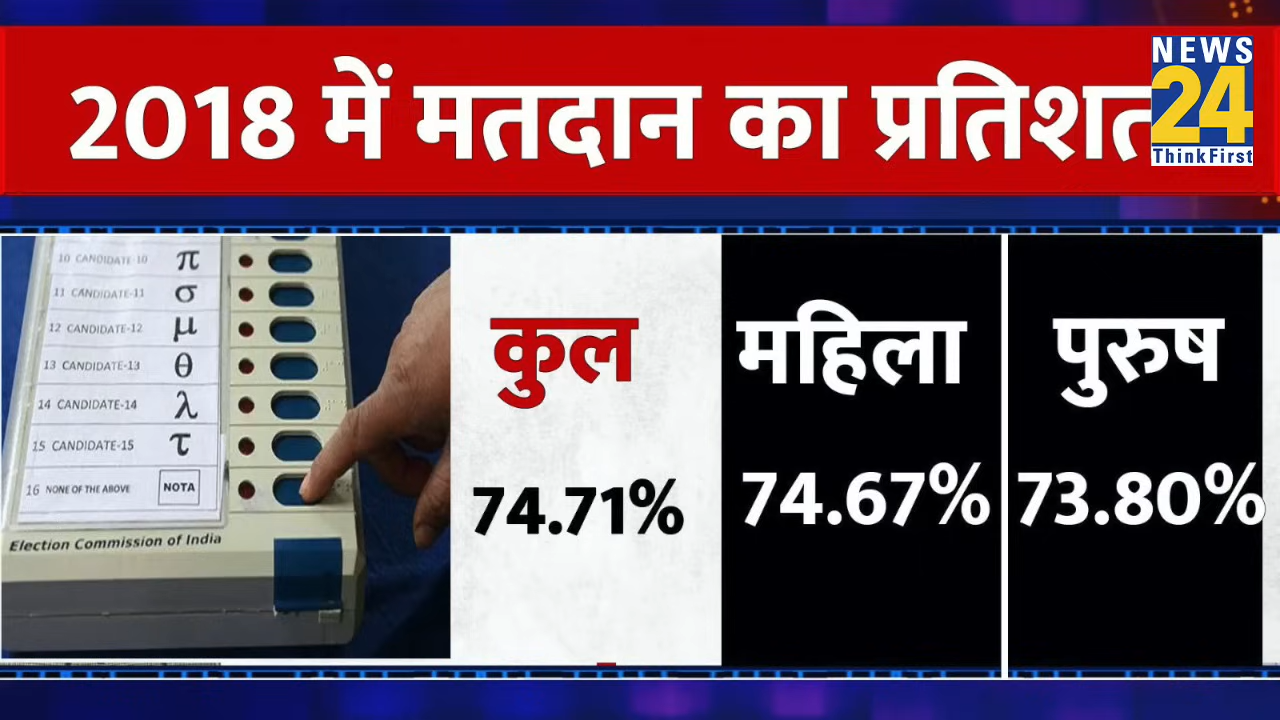 2018 में मतदान का प्रतिशत
NEWS
24
ThinkFirst
10 CANDIDATE-10 π
11 CANDIDATE-11 σ
12 CANDIDATE-12 μ
13 CANDIDATE-13 θ
14 CANDIDATE-14 λ
15 CANDIDATE-15 τ
16 NONE OF THE ABOVE NOTA
Election Commission of India
कुल
74.71%
महिला
74.67%
पुरुष
73.80%